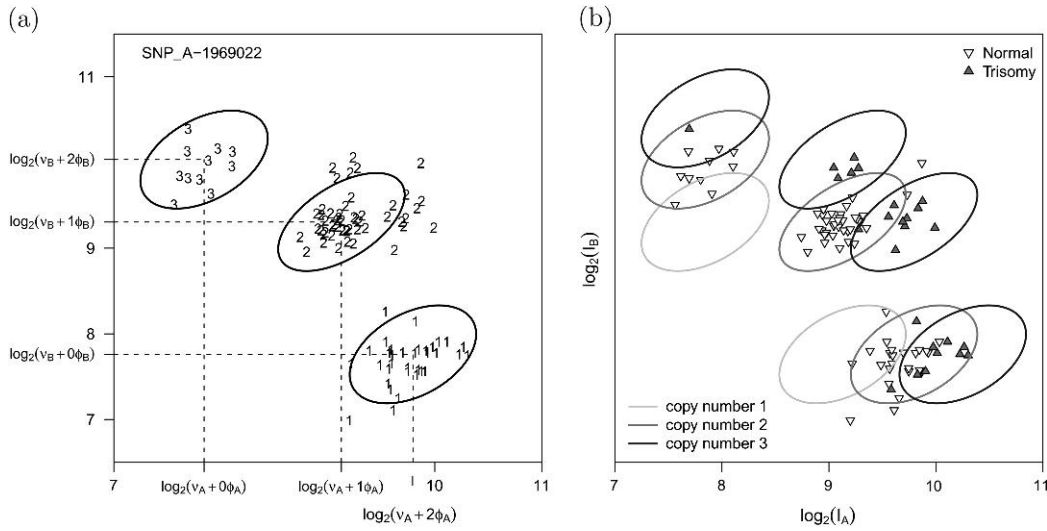 (a)
SNP_A−1969022
11
log₂(νB + 2ϕB)
log₂(νB + 1ϕB)
9
8
log₂(νB + 0ϕB)
7
7
log₂(νA + 0ϕA)
log₂(νA + 1ϕA)
log₂(νA + 2ϕA)
10
11
(b)
▽ Normal
▲ Trisomy
log₂(IB)
copy number 1
copy number 2
copy number 3
7
8
9
10
11
log₂(IA)